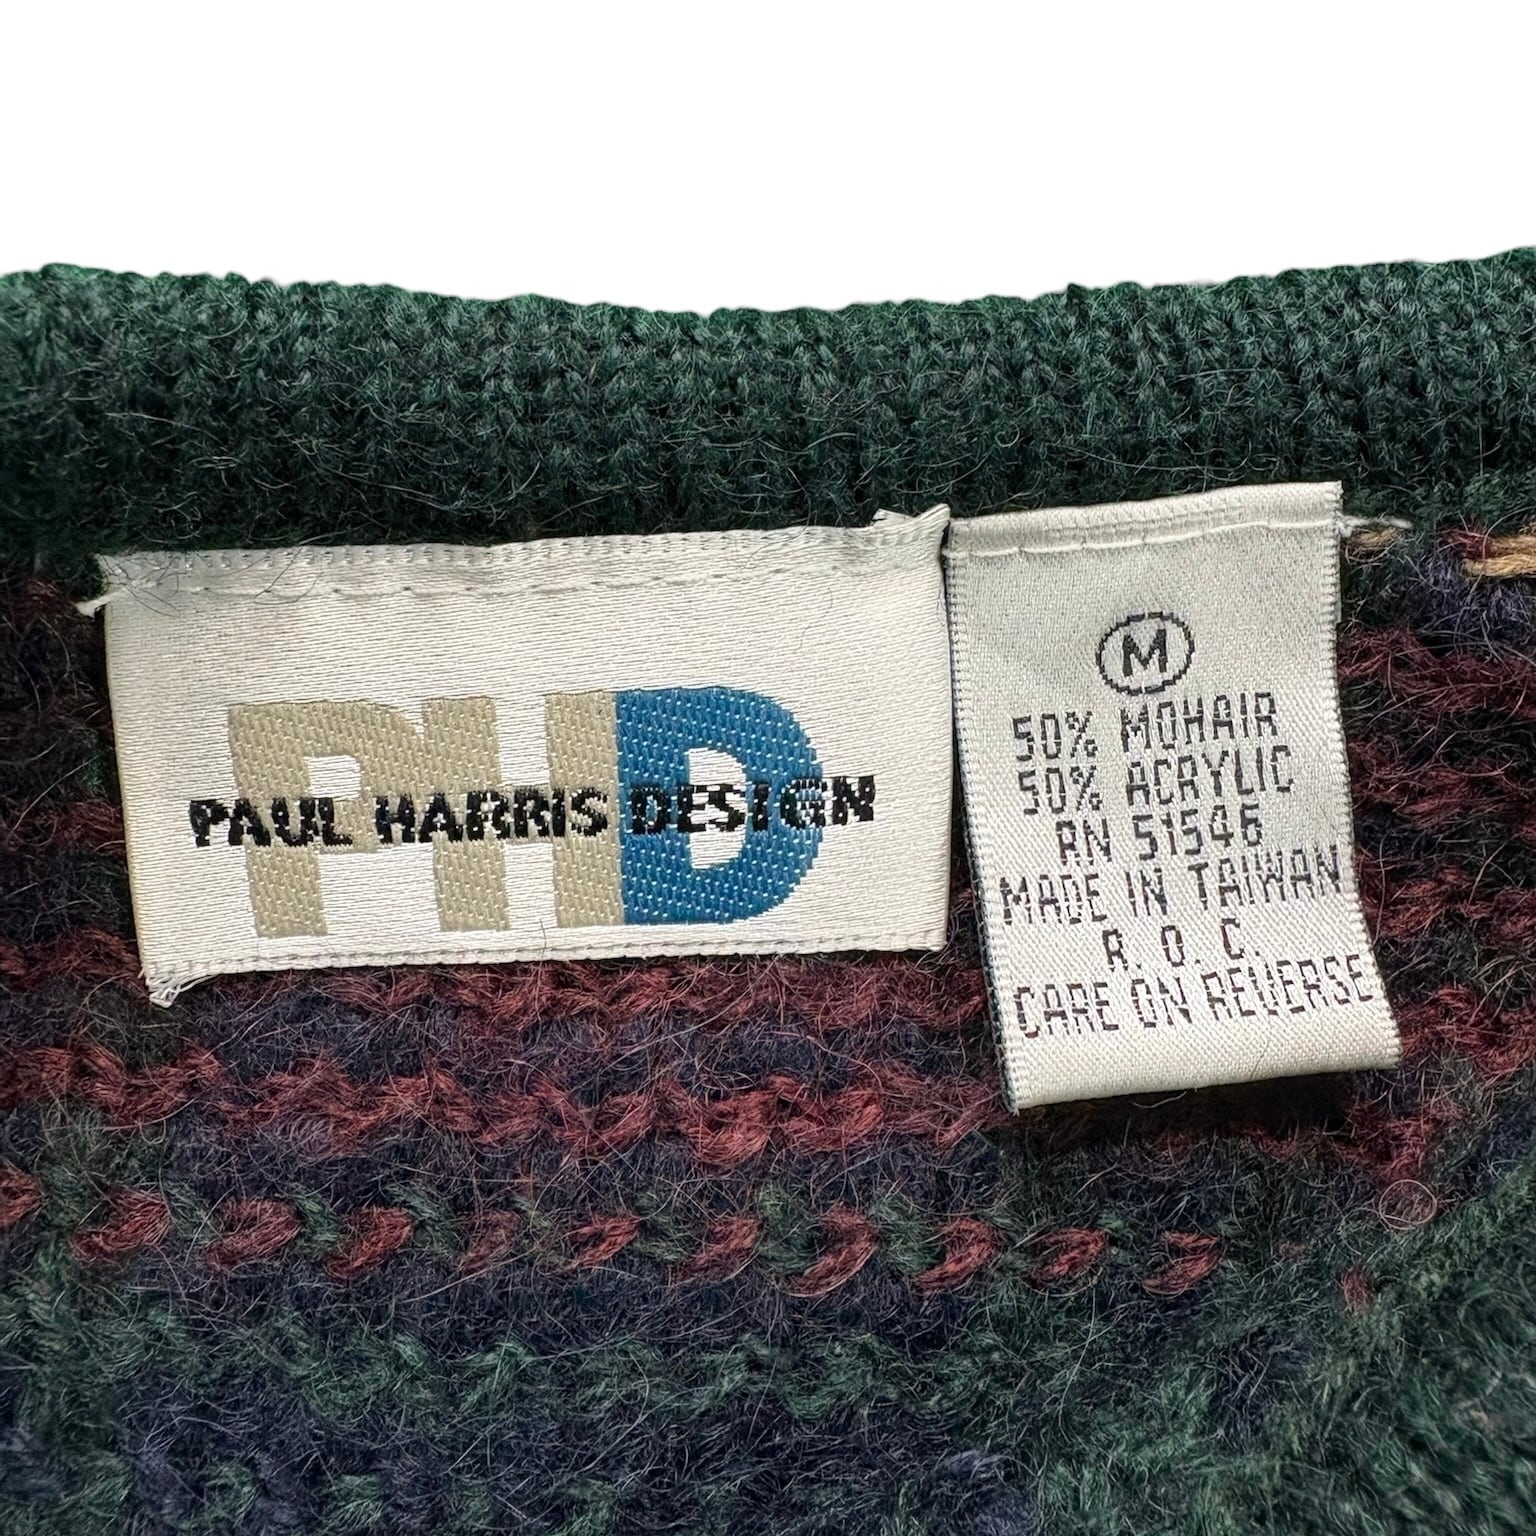 PHD
PAUL HARRIS DESIGN
M
50% MOHAIR
50% ACRYLIC
RN 51546
MADE IN TAIWAN
R. O. C.
CARE ON REVERSE